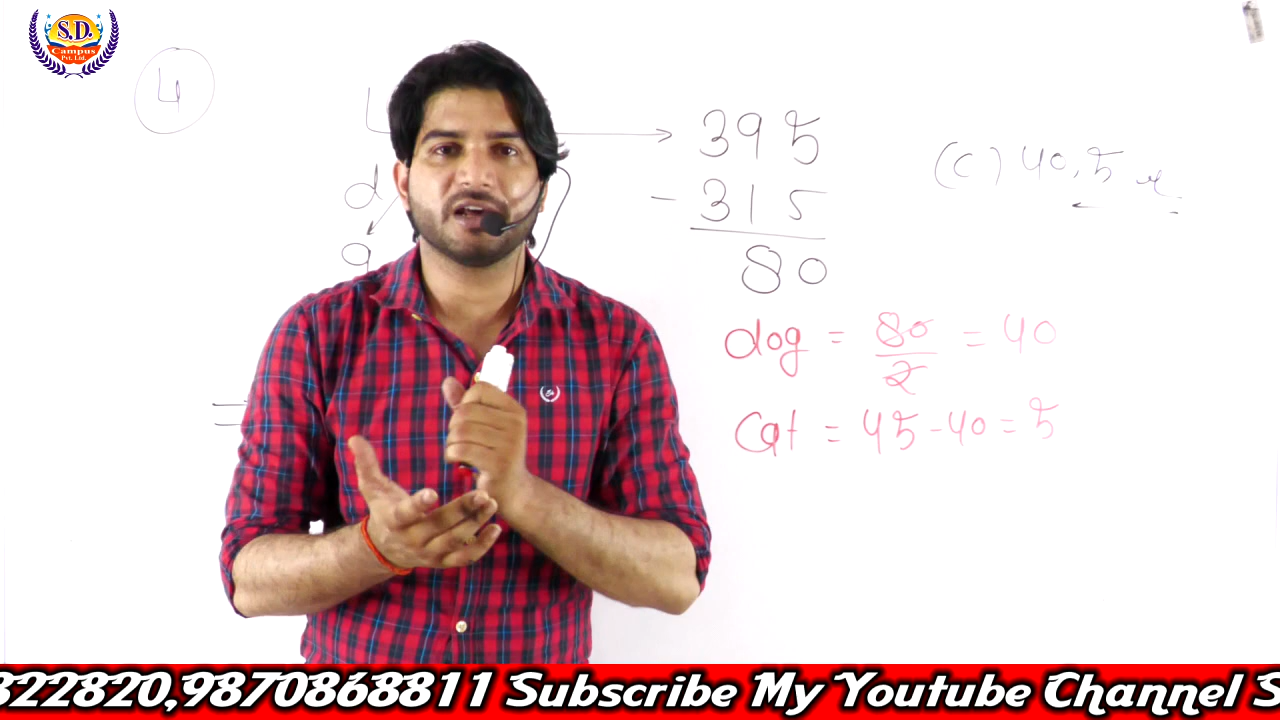 S.D.
Campus
Pvt. Ltd.
4
395
d
- 315
9
80
(C) 40, 5
dog = 80/2 = 40
Cat = 45 - 40 = 5
322820,9870868811 Subscribe My Youtube Channel S